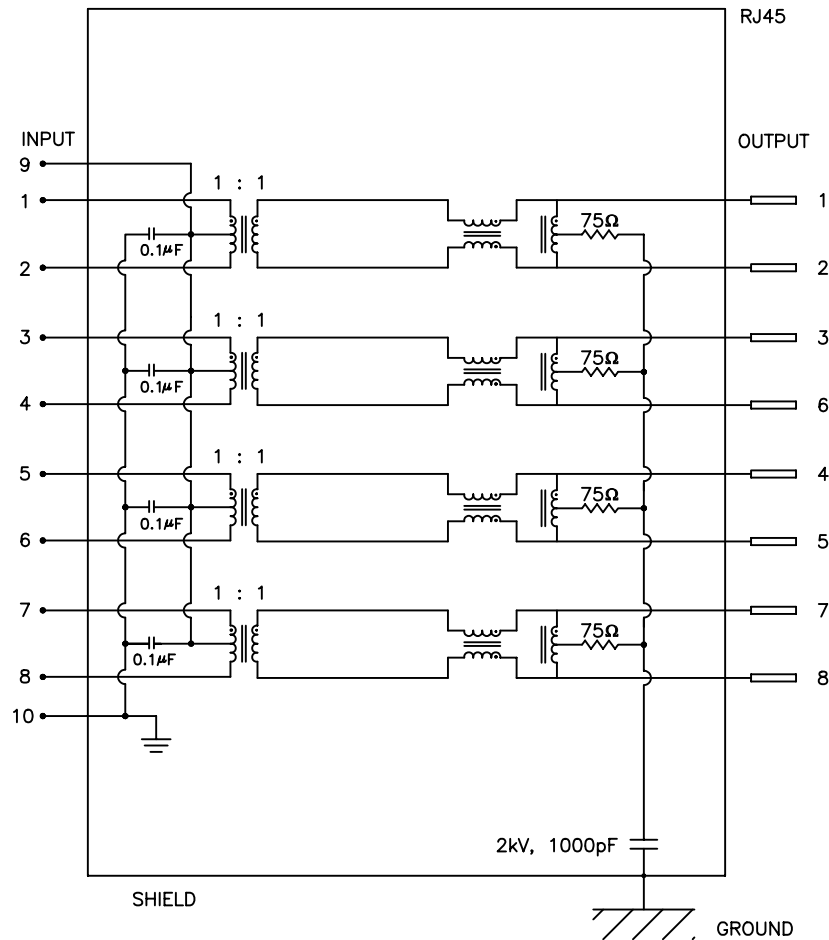 RJ45
INPUT
OUTPUT
9
1 : 1
1
75Ω
1
0.1μF
2
2
1 : 1
3
75Ω
3
0.1μF
4
6
1 : 1
5
75Ω
4
0.1μF
6
5
1 : 1
7
75Ω
7
0.1μF
8
8
10
2kV, 1000pF
SHIELD
GROUND